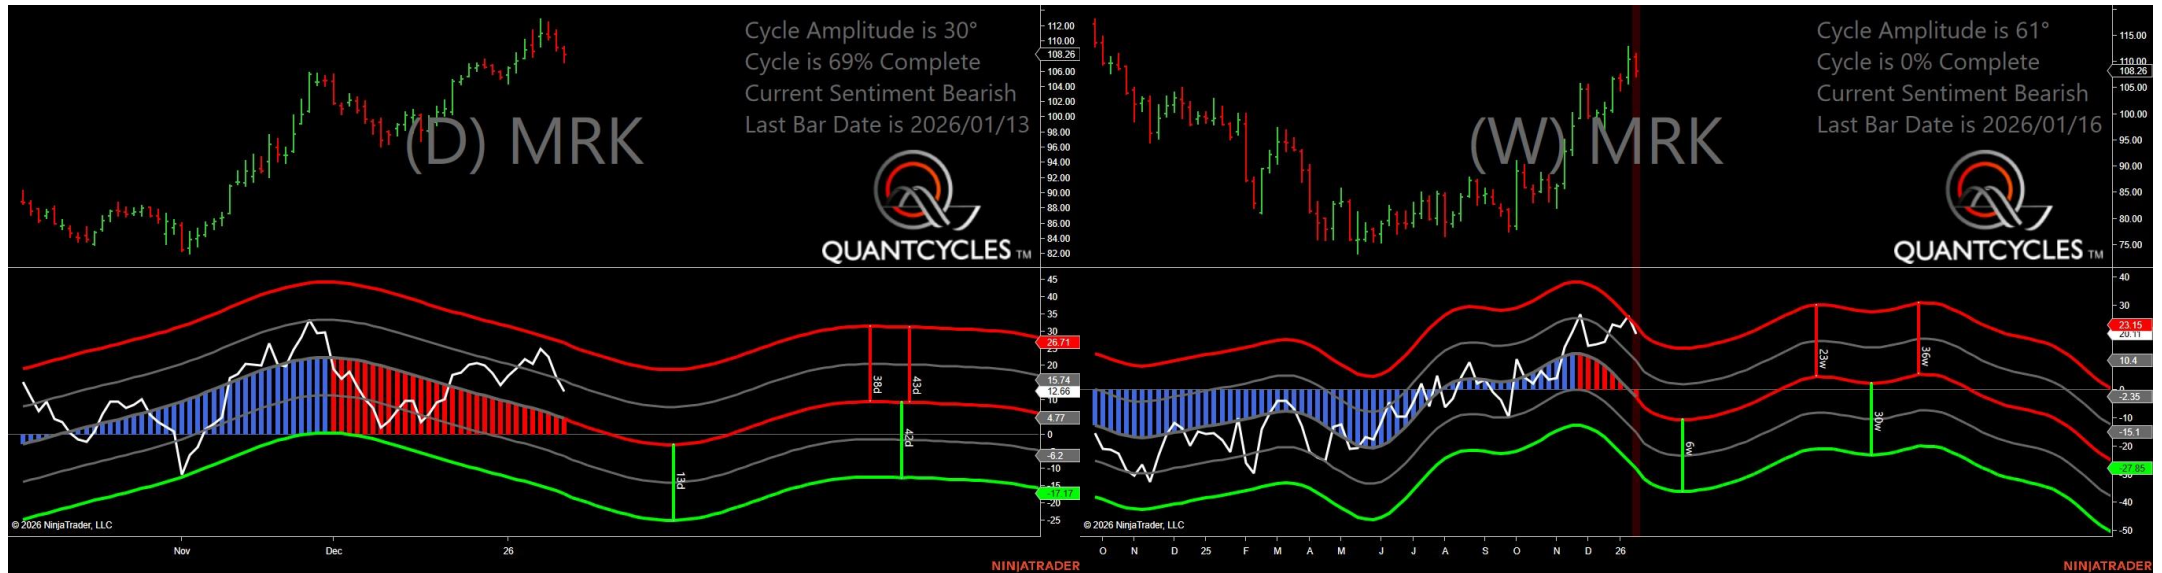 Cycle Amplitude is 30°
Cycle is 69% Complete
Current Sentiment Bearish
Last Bar Date is 2026/01/13
(D) MRK
QUANTCYCLES TM
112.00
110.00
108.26
106.00
104.00
102.00
100.00
98.00
96.00
94.00
92.00
90.00
88.00
86.00
84.00
82.00
45
40
35
30
26.71
25
20
15.74
12.66
10
4.77
0
-6.2
-10
-15
-17.17
-20
-25
38d
43d
42d
13d
© 2026 NinjaTrader, LLC
Nov
Dec
26
NINJATRADER
Cycle Amplitude is 61°
Cycle is 0% Complete
Current Sentiment Bearish
Last Bar Date is 2026/01/16
(W) MRK
QUANTCYCLES TM
115.00
110.00
108.26
105.00
100.00
95.00
90.00
85.00
80.00
75.00
40
30
23.15
20.11
10.4
0
-2.35
-10
-15.1
-20
-27.85
-40
-50
23w
36w
30w
6w
© 2026 NinjaTrader, LLC
O N D 25 F M A M J J A S O N D 26
NINJATRADER